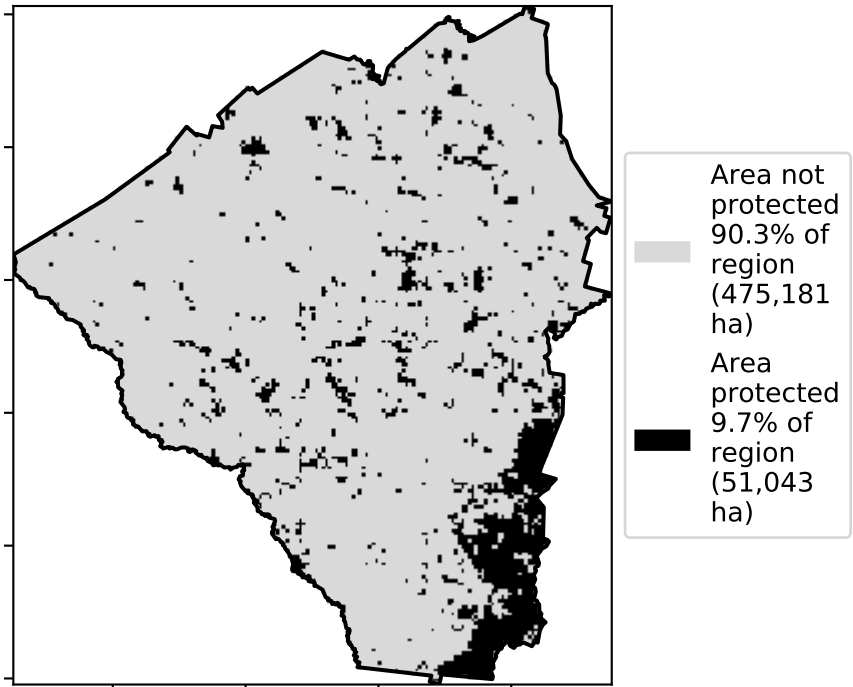 Area not
protected
90.3% of
region
(475,181
ha)
Area
protected
9.7% of
region
(51,043
ha)